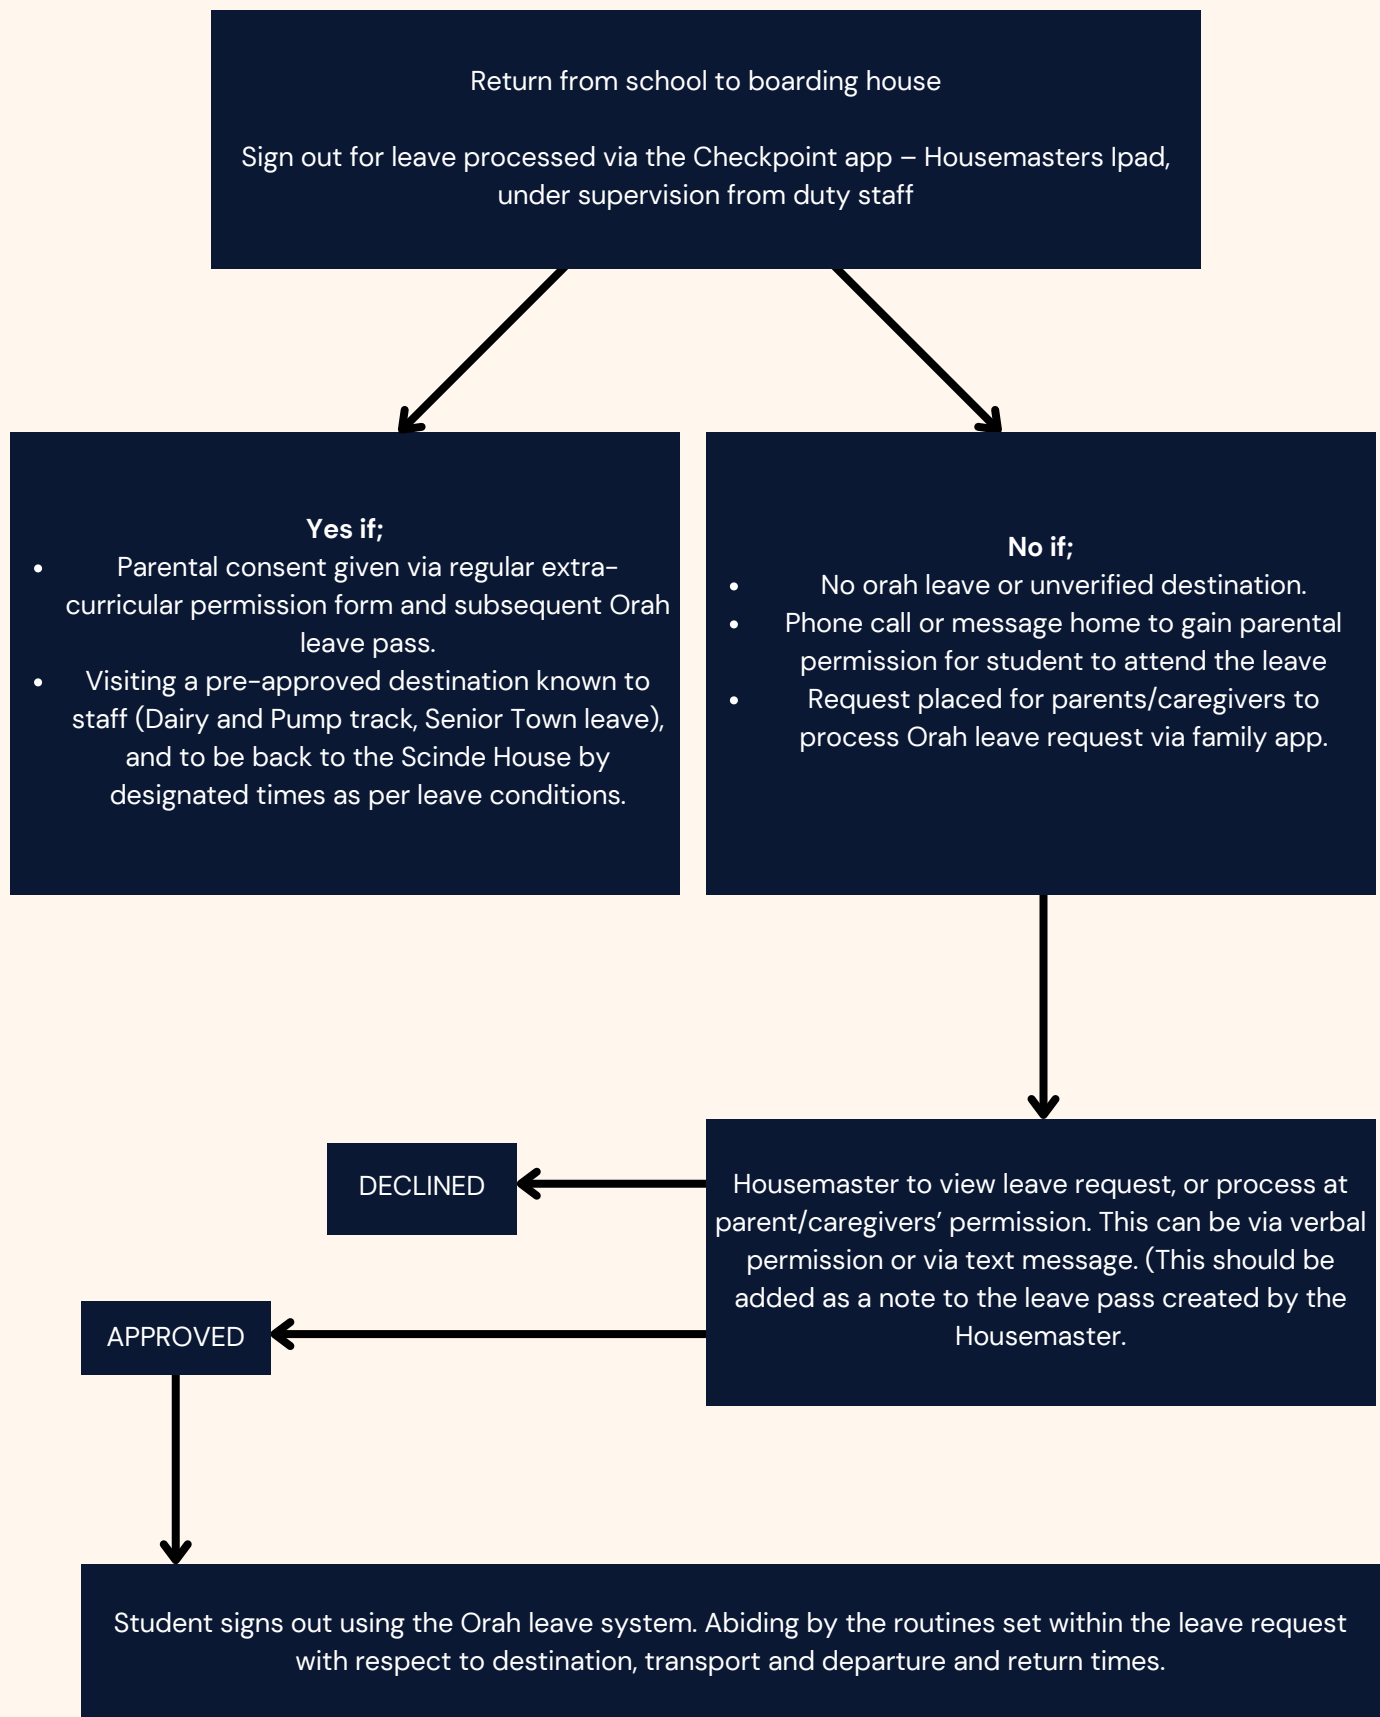 Return from school to boarding house
Sign out for leave processed via the Checkpoint app – Housemasters Ipad,
under supervision from duty staff
Yes if;
• Parental consent given via regular extra-
curricular permission form and subsequent Orah
leave pass.
• Visiting a pre-approved destination known to
staff (Dairy and Pump track, Senior Town leave),
and to be back to the Scinde House by
designated times as per leave conditions.
No if;
• No orah leave or unverified destination.
• Phone call or message home to gain parental
permission for student to attend the leave
• Request placed for parents/caregivers to
process Orah leave request via family app.
Housemaster to view leave request, or process at
parent/caregivers’ permission. This can be via verbal
permission or via text message. (This should be
added as a note to the leave pass created by the
Housemaster.
DECLINED
APPROVED
Student signs out using the Orah leave system. Abiding by the routines set within the leave request
with respect to destination, transport and departure and return times.